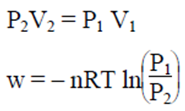 P₂V₂ = P₁ V₁
w = – nRT ln(P₁/P₂)